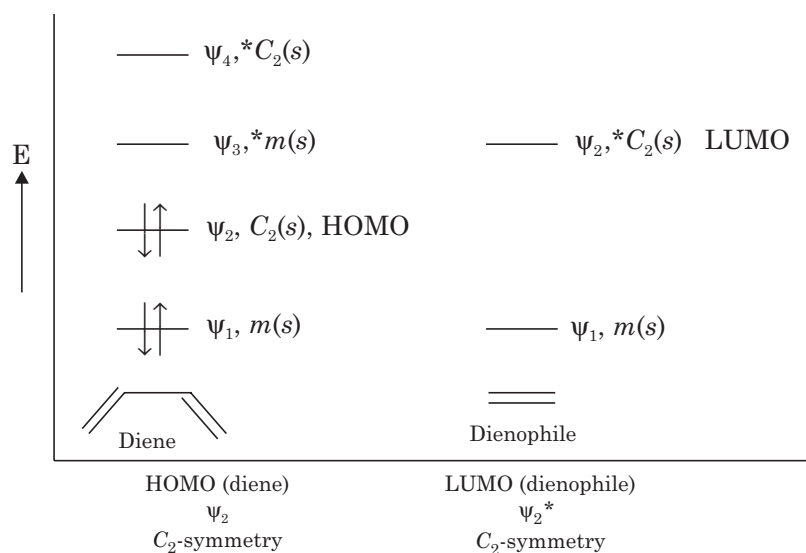 ψ₄,*C₂(s)
E
ψ₃,*m(s)
ψ₂,*C₂(s) LUMO
ψ₂, C₂(s), HOMO
ψ₁, m(s)
ψ₁, m(s)
Diene
Dienophile
HOMO (diene)
ψ₂
C₂-symmetry
LUMO (dienophile)
ψ₂*
C₂-symmetry